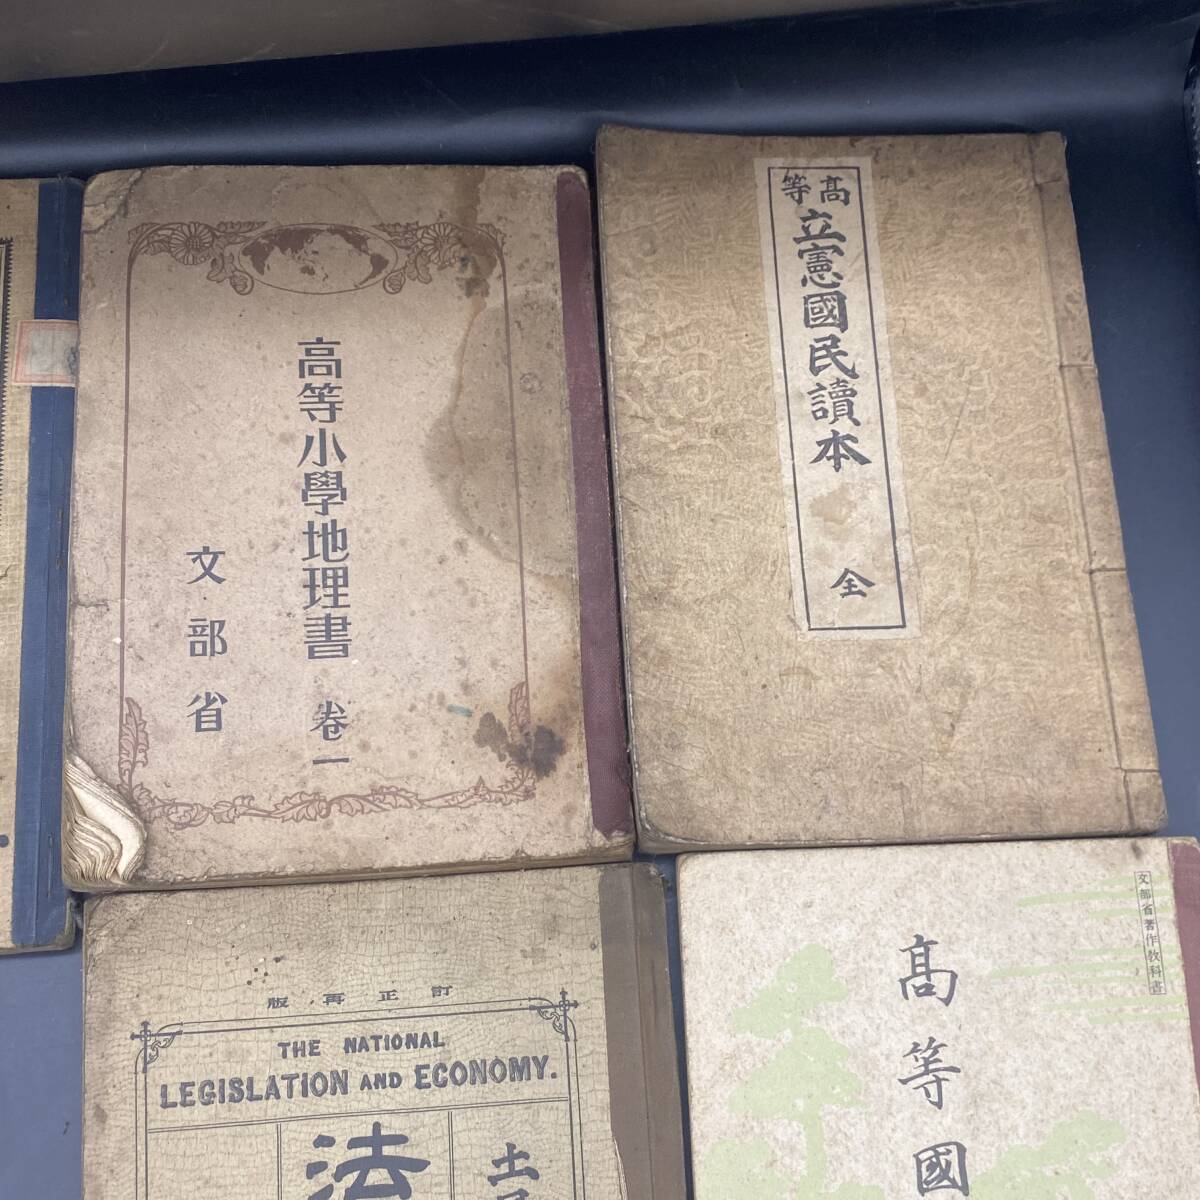 高等小學地理書 卷一
文部省
高等
立憲國民讀本
全
訂正再版
THE NATIONAL
LEGISLATION AND ECONOMY.
法
土
文部省著作教科書
高等國